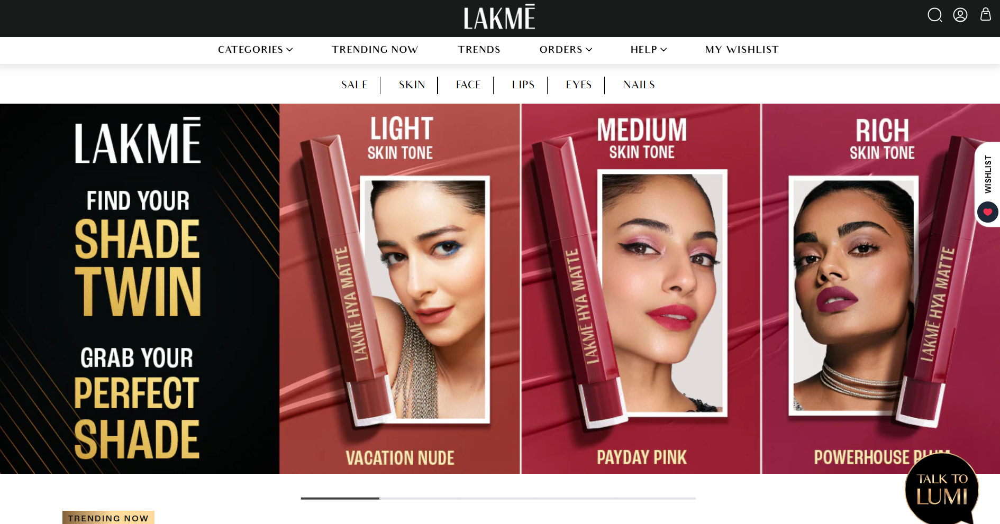 LAKMĒ
CATEGORIES
TRENDING NOW
TRENDS
ORDERS
HELP
MY WISHLIST
SALE
SKIN
FACE
LIPS
EYES
NAILS
LAKMĒ
FIND YOUR
SHADE
TWIN
GRAB YOUR
PERFECT
SHADE
LIGHT
SKIN TONE
LAKMĒ HYA MATTE
VACATION NUDE
MEDIUM
SKIN TONE
LAKMĒ HYA MATTE
PAYDAY PINK
RICH
SKIN TONE
LAKMĒ HYA MATTE
POWERHOUSE PLUM
WISHLIST
TALK TO
LUMI
TRENDING NOW